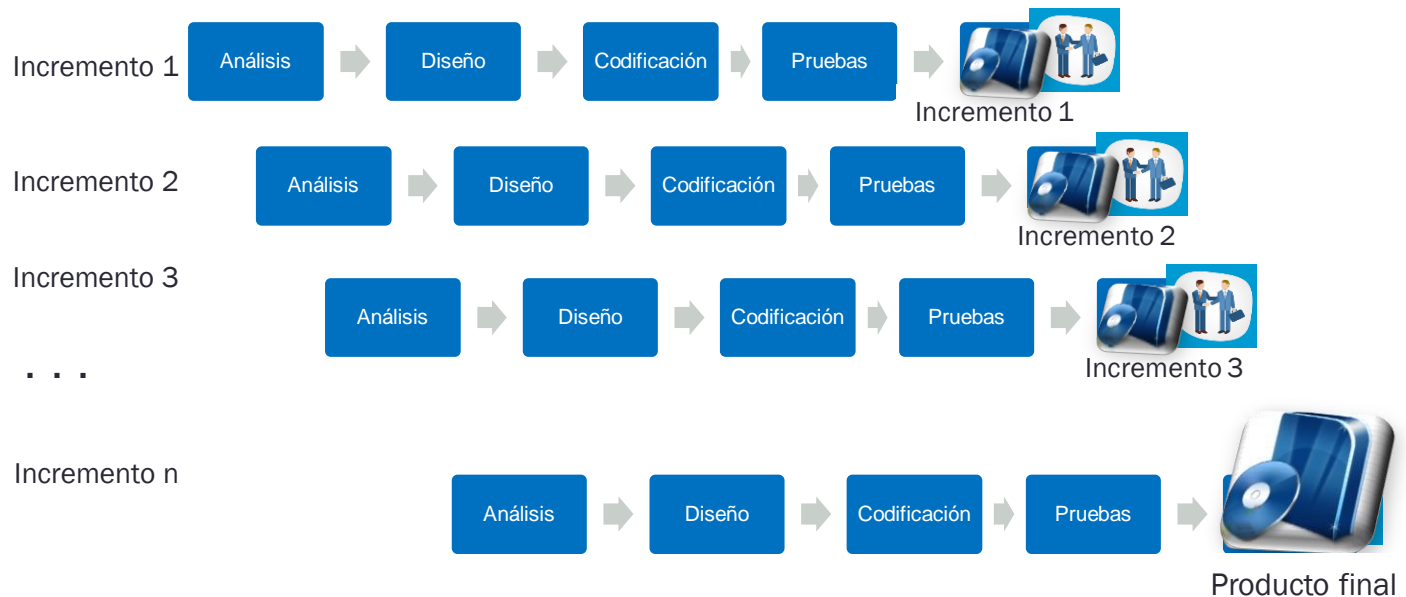 Incremento 1
Análisis
Diseño
Codificación
Pruebas
Incremento 1
Incremento 2
Análisis
Diseño
Codificación
Pruebas
Incremento 2
Incremento 3
Análisis
Diseño
Codificación
Pruebas
Incremento 3
. . .
Incremento n
Análisis
Diseño
Codificación
Pruebas
Producto final